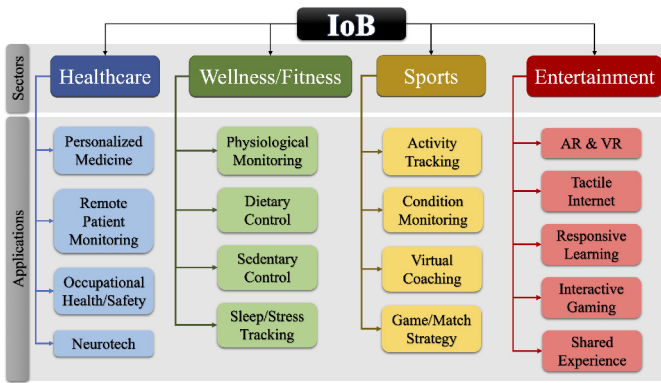 IoB
Sectors
Healthcare
Wellness/Fitness
Sports
Entertainment
Applications
Personalized
Medicine
Remote
Patient
Monitoring
Occupational
Health/Safety
Neurotech
Physiological
Monitoring
Dietary
Control
Sedentary
Control
Sleep/Stress
Tracking
Activity
Tracking
Condition
Monitoring
Virtual
Coaching
Game/Match
Strategy
AR & VR
Tactile
Internet
Responsive
Learning
Interactive
Gaming
Shared
Experience